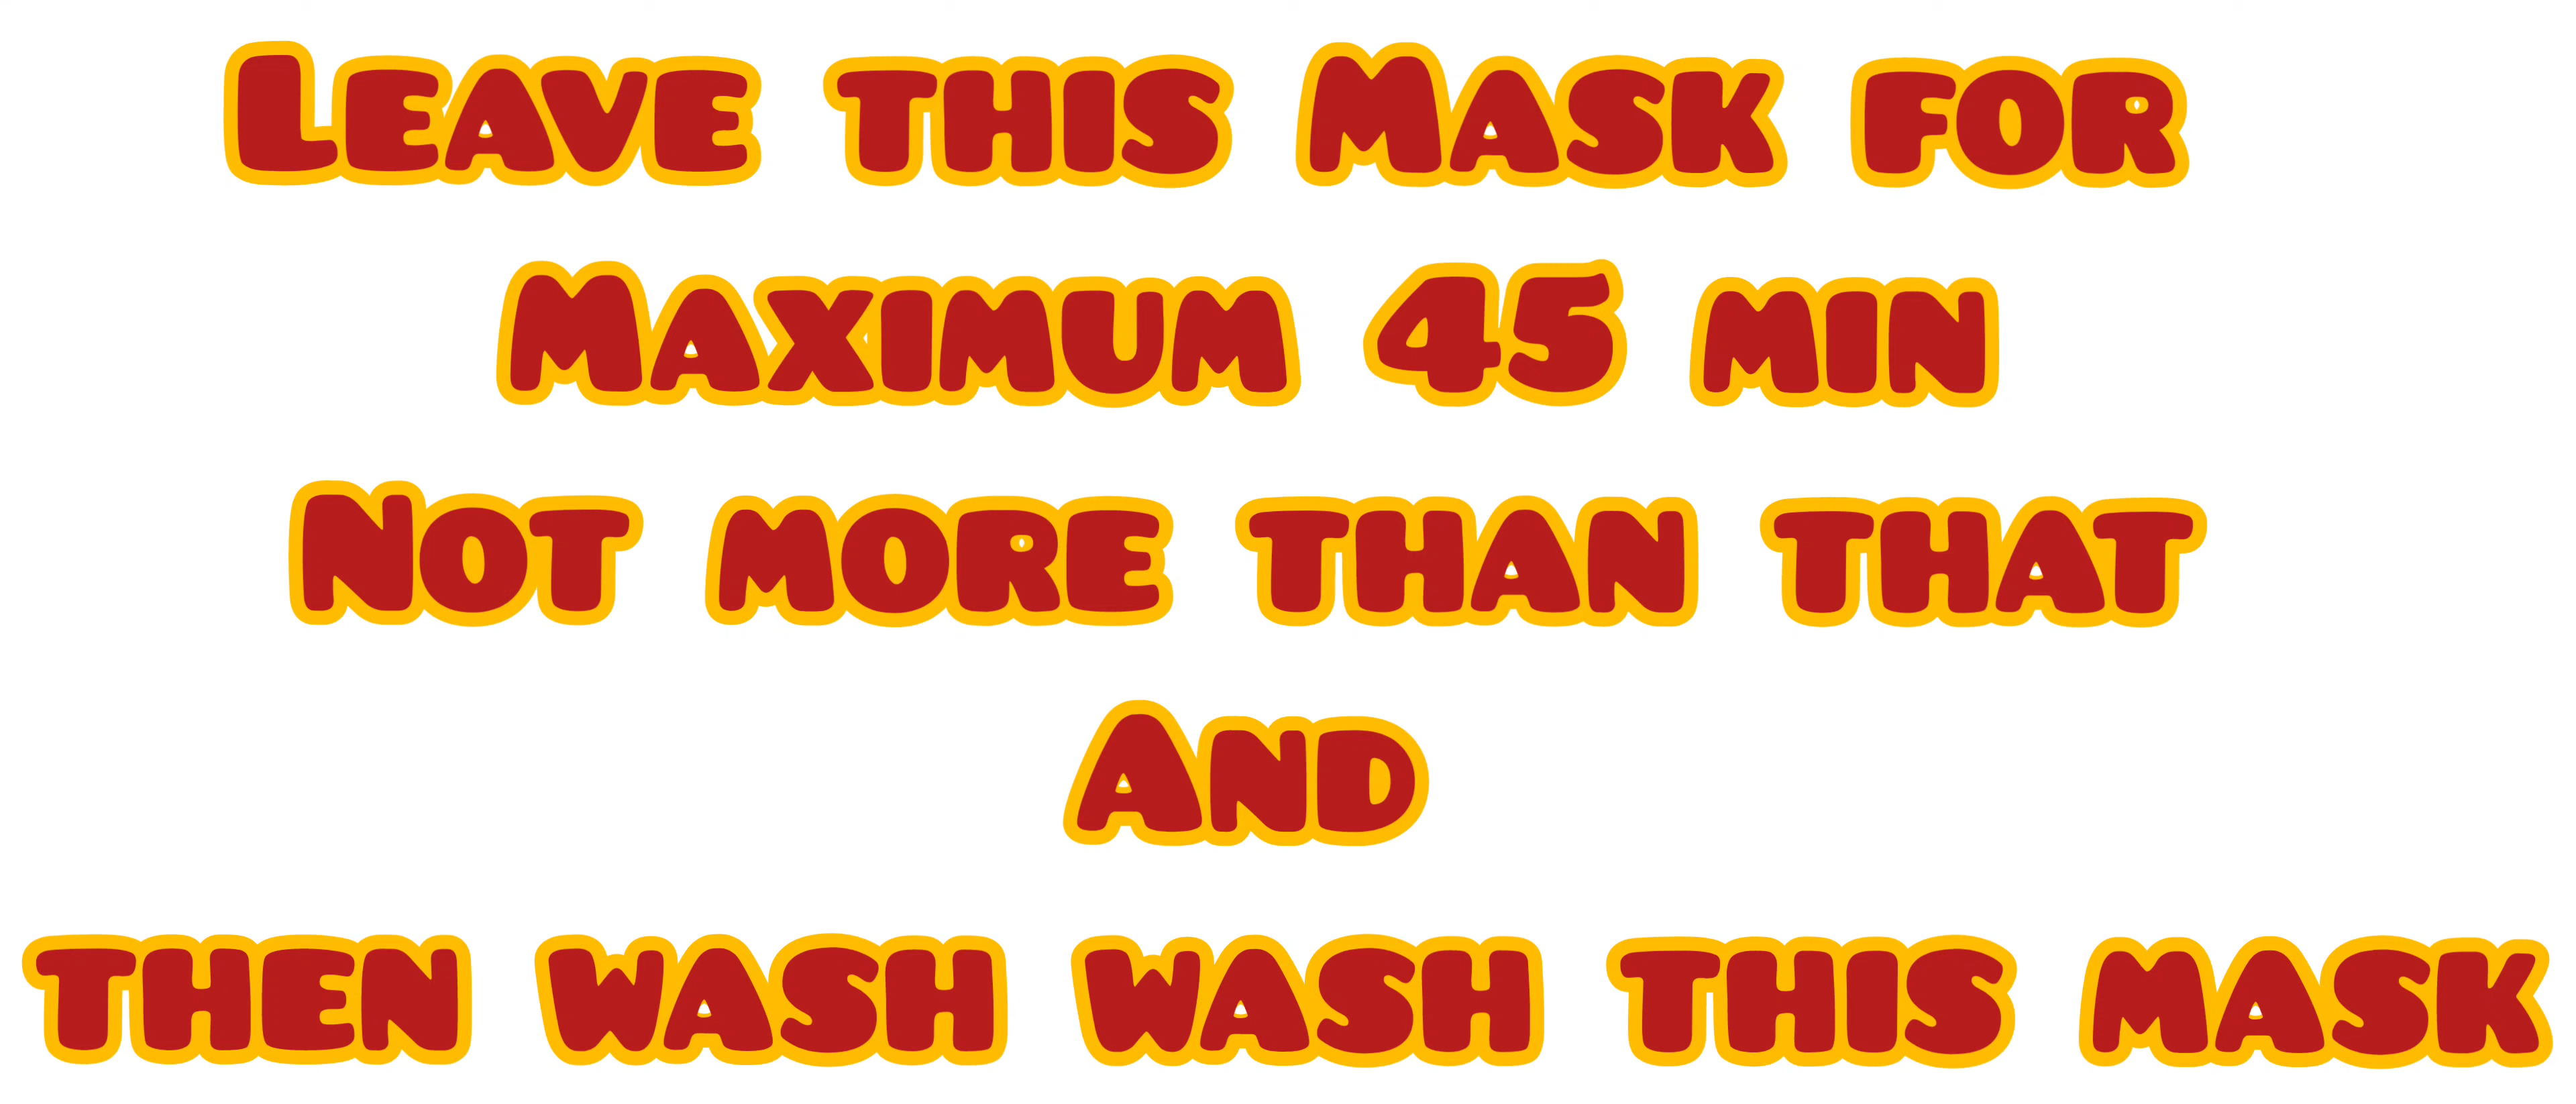 Leave this Mask for
Maximum 45 min
Not more than that
And
then wash wash this mask